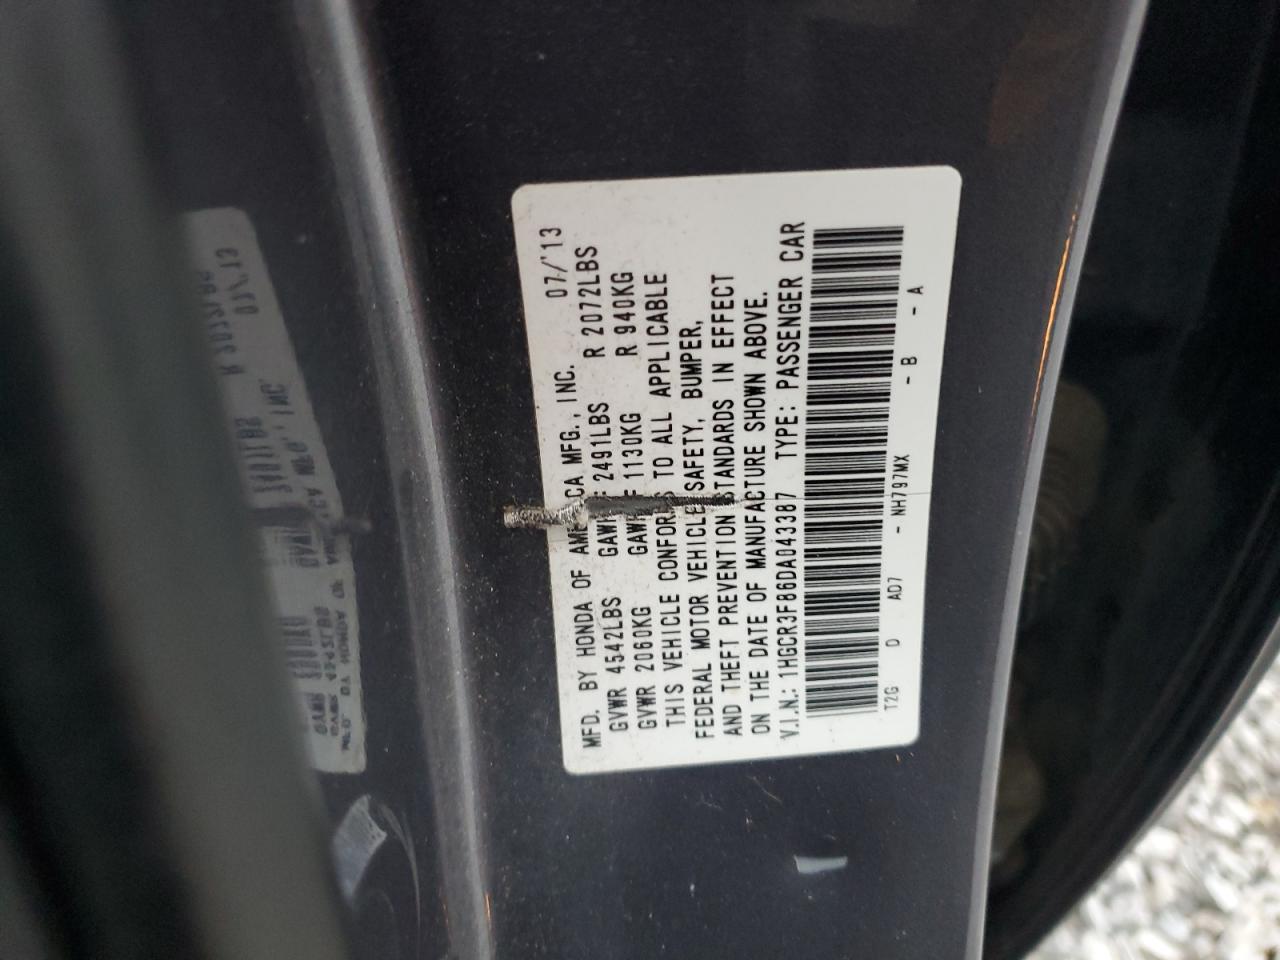 MFD. BY HONDA OF AMERICA MFG., INC. 07/'13
GVWR 4542LBS GAWR F 2491LBS R 2072LBS
GVWR 2060KG GAWR F 1130KG R 940KG
THIS VEHICLE CONFORMS TO ALL APPLICABLE
FEDERAL MOTOR VEHICLE SAFETY, BUMPER,
AND THEFT PREVENTION STANDARDS IN EFFECT
ON THE DATE OF MANUFACTURE SHOWN ABOVE.
V.I.N.: 1HGCR3F86DA043387 TYPE: PASSENGER CAR
T2G D AD7 - NH797MX - B - A